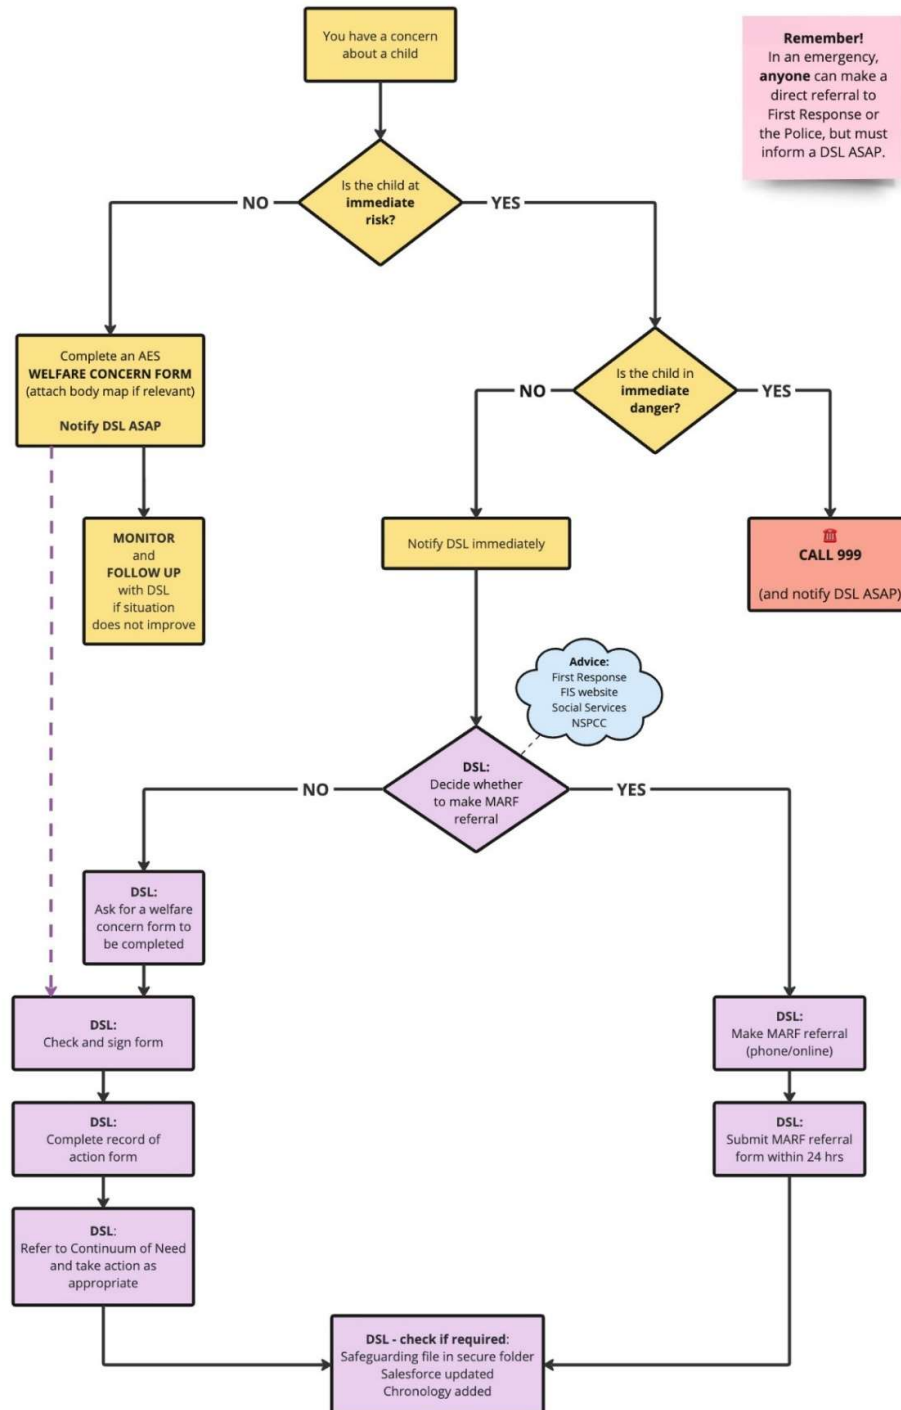 You have a concern
about a child
Remember!
In an emergency,
anyone can make a
direct referral to
First Response or
the Police, but must
inform a DSL ASAP.
Is the child at
immediate
risk?
NO
YES
Complete an AES
WELFARE CONCERN FORM
(attach body map if relevant)
Notify DSL ASAP
Is the child in
immediate
danger?
NO
YES
MONITOR
and
FOLLOW UP
with DSL
if situation
does not improve
Notify DSL immediately
CALL 999
(and notify DSL ASAP)
Advice:
First Response
FIS website
Social Services
NSPCC
DSL:
Decide whether
to make MARF
referral
NO
YES
DSL:
Ask for a welfare
concern form to
be completed
DSL:
Check and sign form
DSL:
Make MARF referral
(phone/online)
DSL:
Complete record of
action form
DSL:
Submit MARF referral
form within 24 hrs
DSL:
Refer to Continuum of Need
and take action as
appropriate
DSL - check if required:
Safeguarding file in secure folder
Salesforce updated
Chronology added